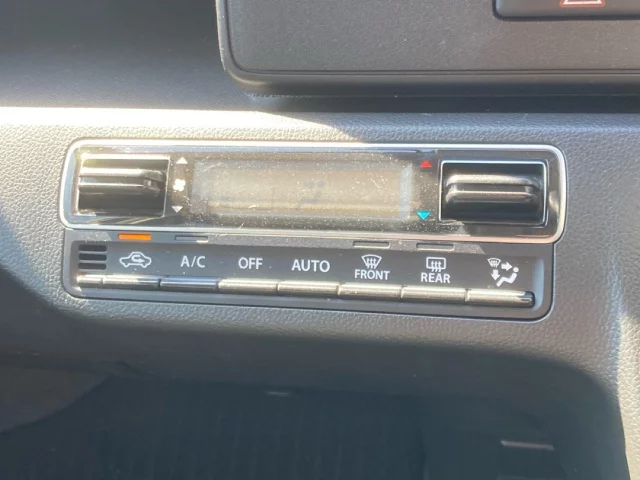 A/C OFF AUTO FRONT REAR